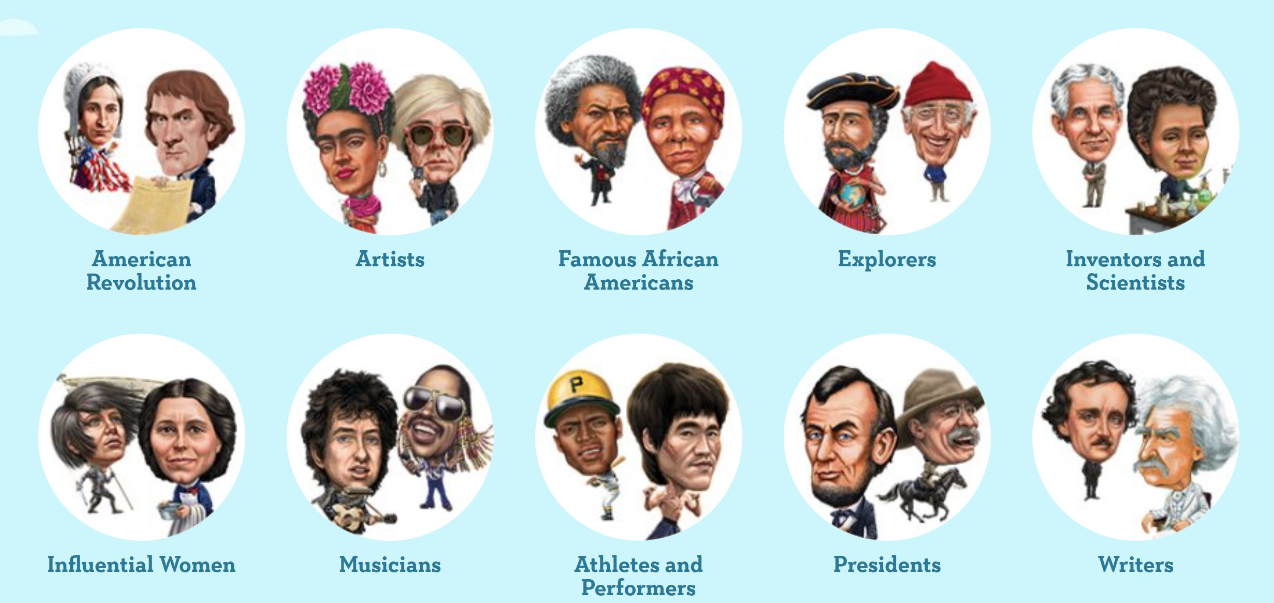 American
Revolution
Artists
Famous African
Americans
Explorers
Inventors and
Scientists
P
Influential Women
Musicians
Athletes and
Performers
Presidents
Writers